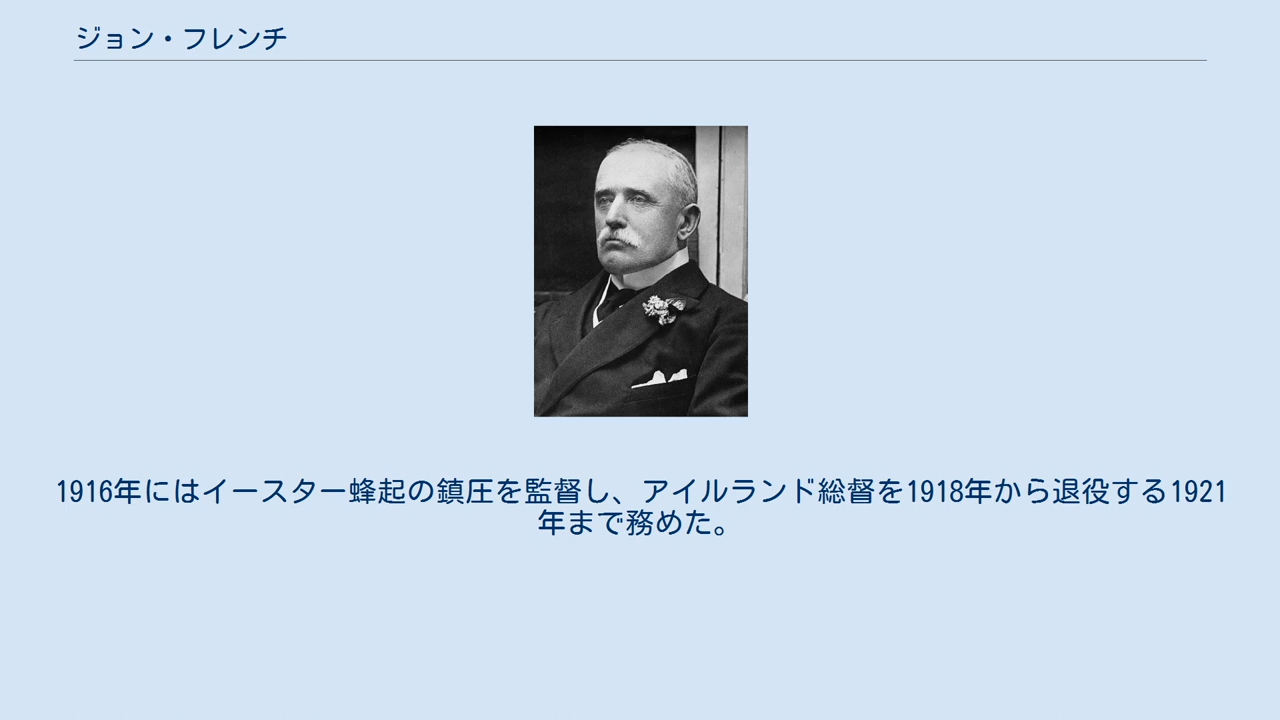 ジョン・フレンチ
1916年にはイースター蜂起の鎮圧を監督し、アイルランド総督を1918年から退役する1921
年まで務めた。